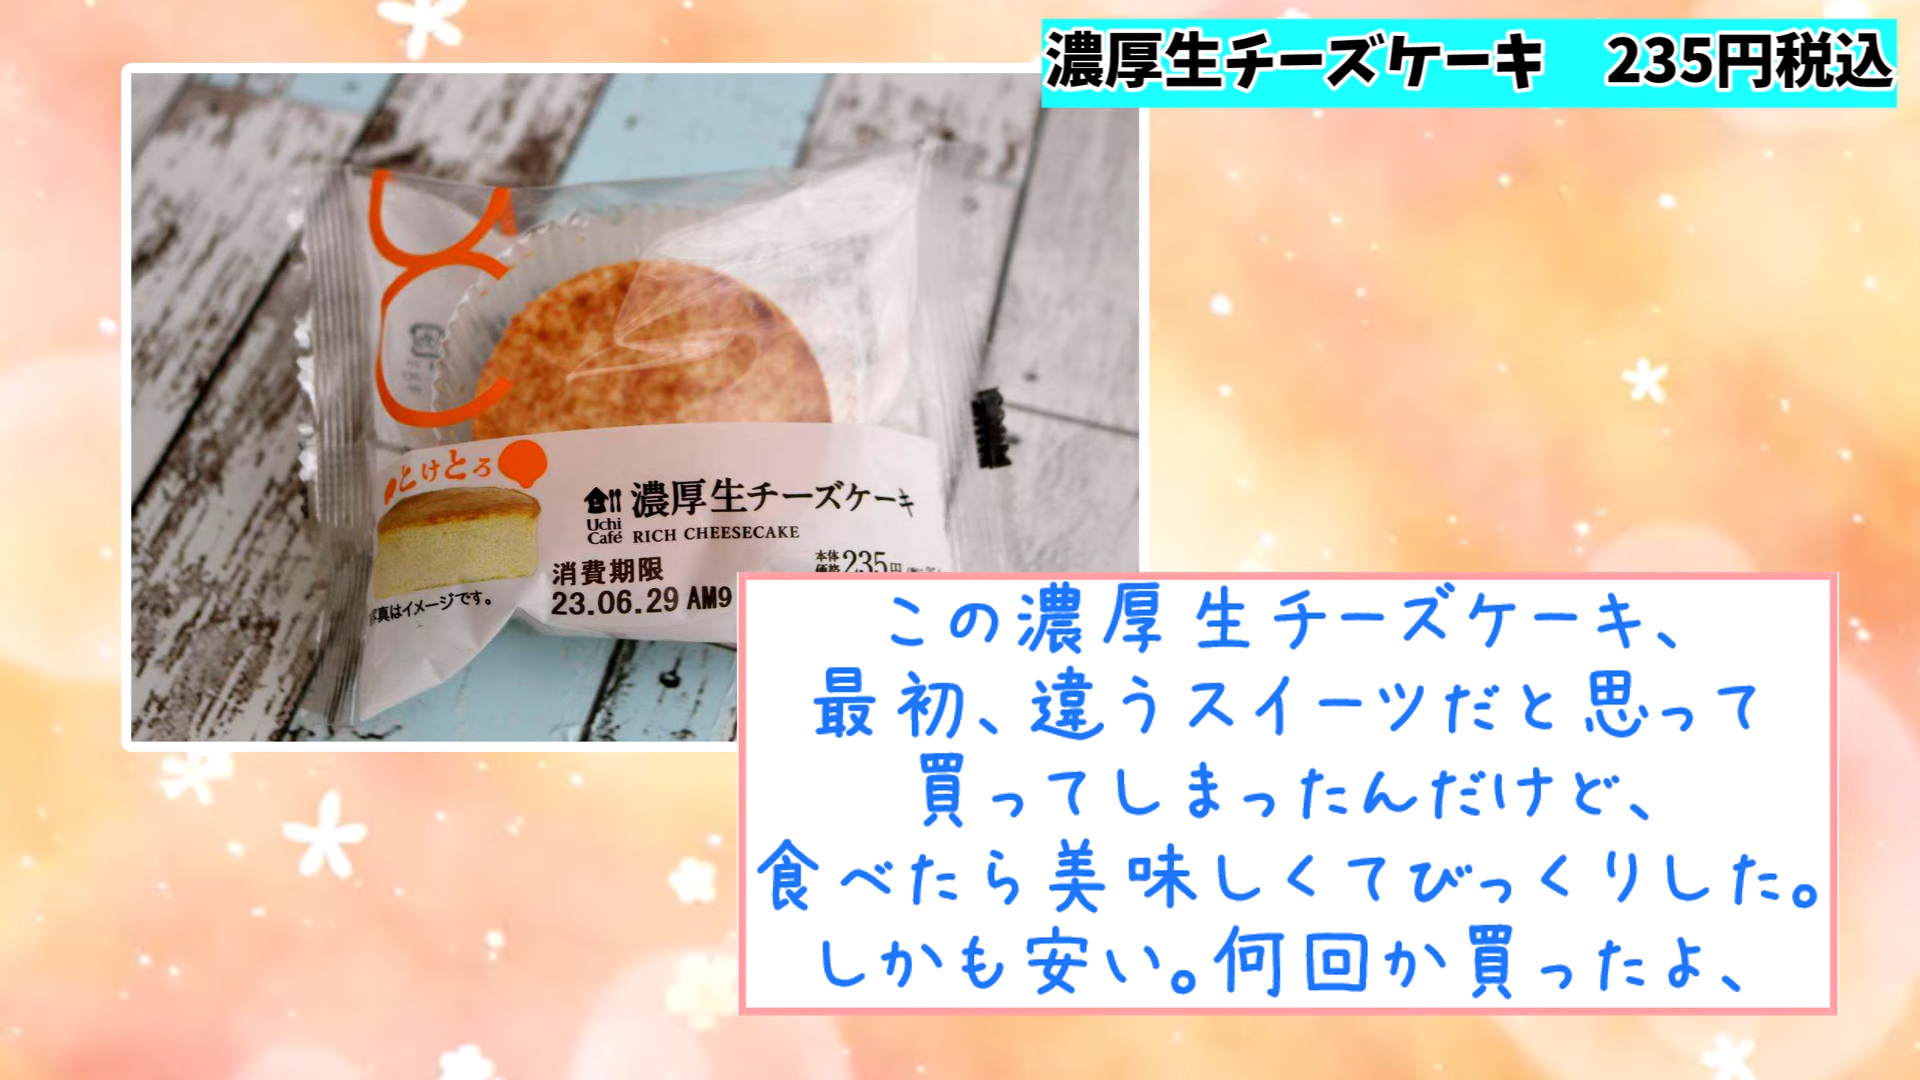 濃厚生チーズケーキ　235円税込
とけとろ
Uchi Café
濃厚生チーズケーキ
RICH CHEESECAKE
本体価格235円
消費期限
23.06.29 AM9
写真はイメージです。
この濃厚生チーズケーキ、
最初、違うスイーツだと思って
買ってしまったんだけど、
食べたら美味しくてびっくりした。
しかも安い。何回か買ったよ、